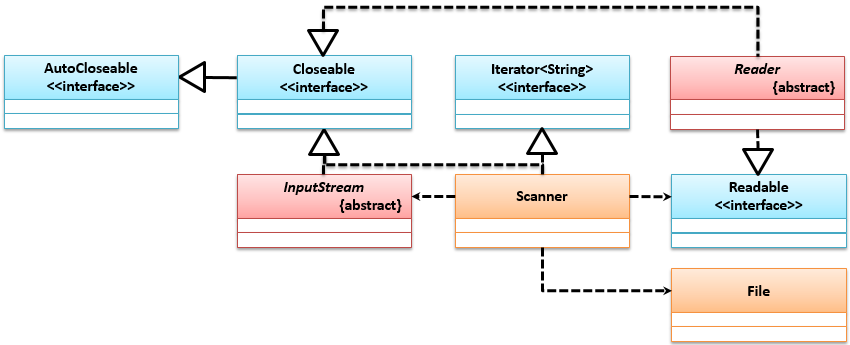 AutoCloseable
<<interface>>
Closeable
<<interface>>
Iterator<String>
<<interface>>
Reader
{abstract}
InputStream
{abstract}
Scanner
Readable
<<interface>>
File